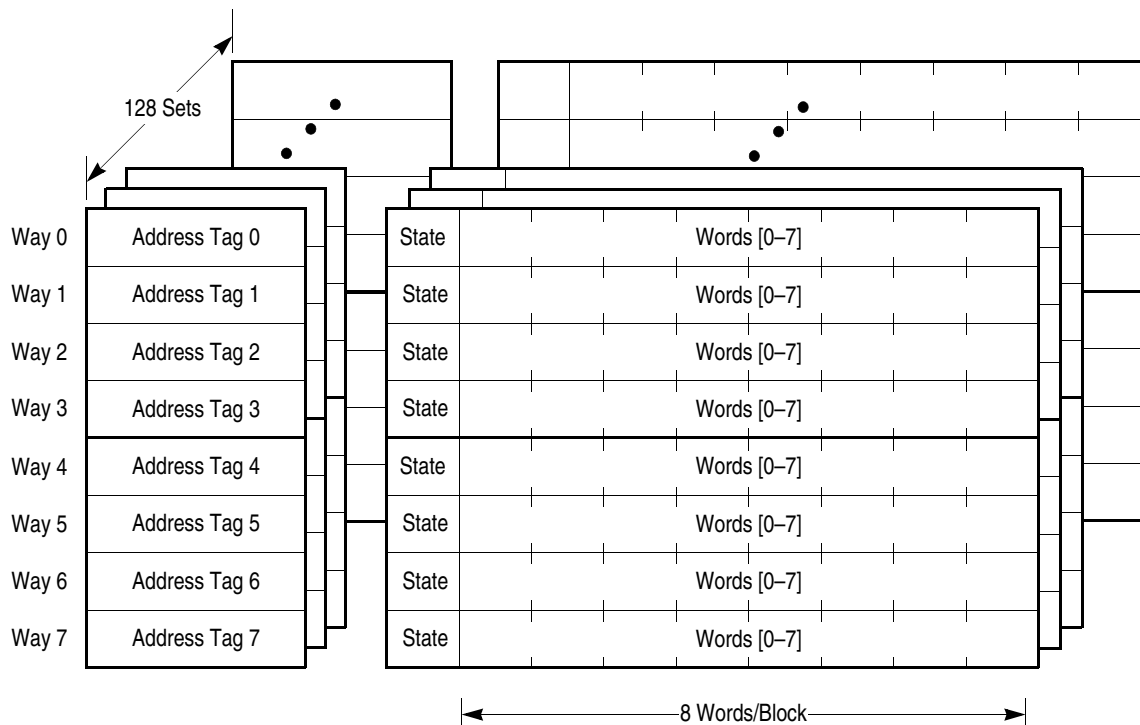 128 Sets
Way 0 Address Tag 0 State Words [0–7]
Way 1 Address Tag 1 State Words [0–7]
Way 2 Address Tag 2 State Words [0–7]
Way 3 Address Tag 3 State Words [0–7]
Way 4 Address Tag 4 State Words [0–7]
Way 5 Address Tag 5 State Words [0–7]
Way 6 Address Tag 6 State Words [0–7]
Way 7 Address Tag 7 State Words [0–7]
8 Words/Block